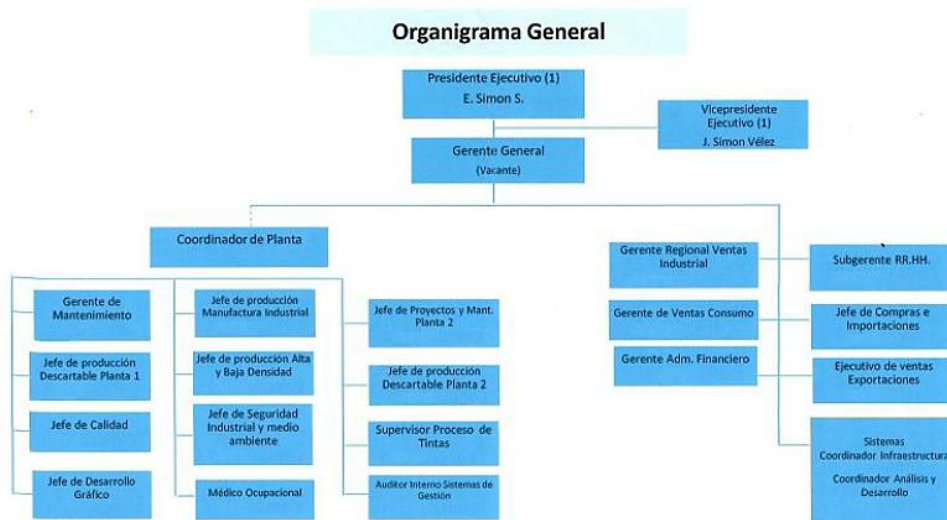 Organigrama General
Presidente Ejecutivo (1)
E. Simon S.
Vicepresidente
Ejecutivo (1)
J. Simon Vélez
Gerente General
(Vacante)
Coordinador de Planta
Gerente de
Mantenimiento
Jefe de producción
Descartable Planta 1
Jefe de Calidad
Jefe de Desarrollo
Gráfico
Jefe de producción
Manufactura Industrial
Jefe de producción Alta
y Baja Densidad
Jefe de Seguridad
Industrial y medio
ambiente
Médico Ocupacional
Jefe de Proyectos y Mant.
Planta 2
Jefe de producción
Descartable Planta 2
Supervisor Proceso de
Tintas
Auditor Interno Sistemas de
Gestión
Gerente Regional Ventas
Industrial
Gerente de Ventas Consumo
Gerente Adm. Financiero
Subgerente RR.HH.
Jefe de Compras e
Importaciones
Ejecutivo de ventas
Exportaciones
Sistemas
Coordinador Infraestructura
Coordinador Análisis y
Desarrollo